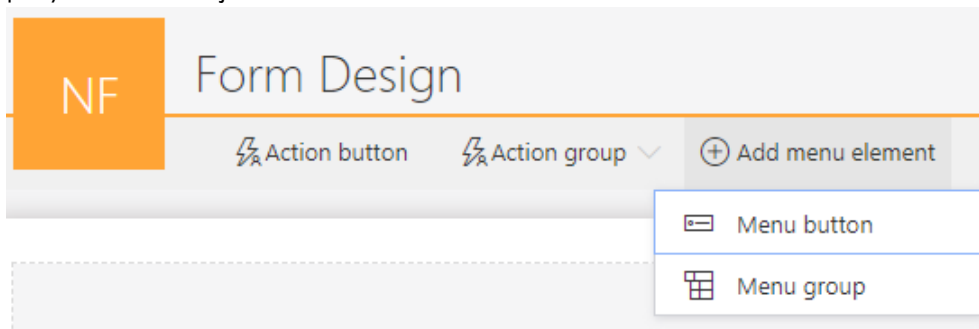 NF
Form Design
Action button
Action group
Add menu element
Menu button
Menu group